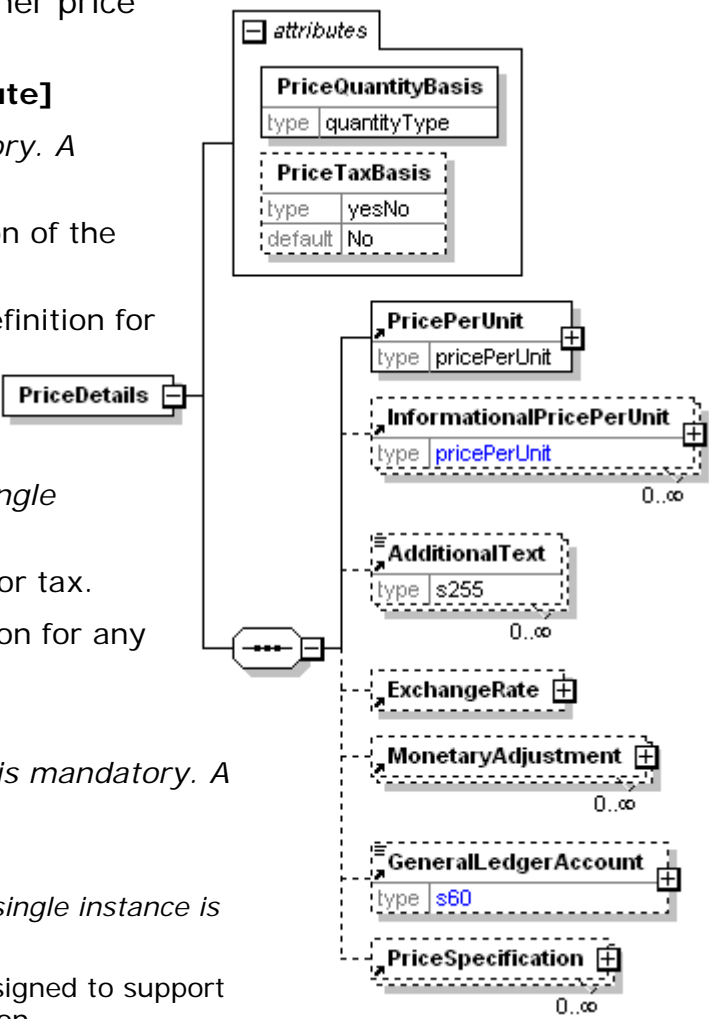 ner price
ute]
ory. A
on of the
efinition for
ngle
or tax.
on for any
is mandatory. A
single instance is
signed to support
attributes
PriceQuantityBasis
type quantityType
PriceTaxBasis
type yesNo
default No
PriceDetails
PricePerUnit
type pricePerUnit
InformationalPricePerUnit
type pricePerUnit
0..∞
AdditionalText
type s255
0..∞
ExchangeRate
MonetaryAdjustment
0..∞
GeneralLedgerAccount
type s60
PriceSpecification
0..∞